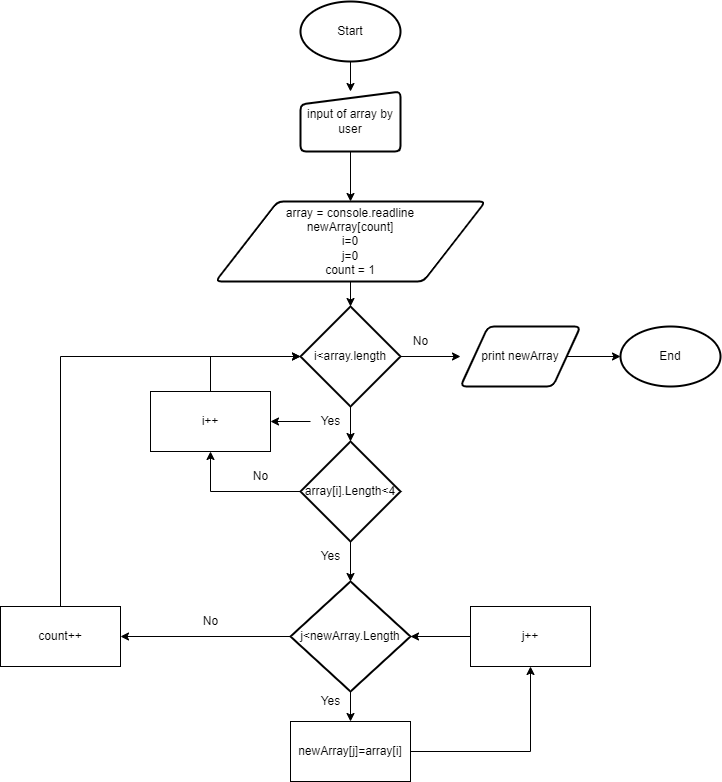 Start
input of array by
user
array = console.readline
newArray[count]
i=0
j=0
count = 1
i<array.length
No
print newArray
End
i++
Yes
No
array[i].Length<4
Yes
count++
No
j<newArray.Length
j++
Yes
newArray[j]=array[i]